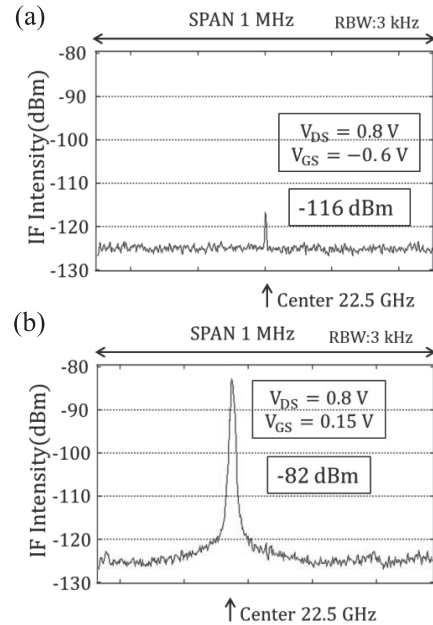 (a)
SPAN 1 MHz RBW:3 kHz
IF Intensity(dBm)
-80
-90
-100
-110
-120
-130
V_DS = 0.8 V
V_GS = −0.6 V
-116 dBm
↑ Center 22.5 GHz
(b)
SPAN 1 MHz RBW:3 kHz
IF Intensity(dBm)
-80
-90
-100
-110
-120
-130
V_DS = 0.8 V
V_GS = 0.15 V
-82 dBm
↑ Center 22.5 GHz